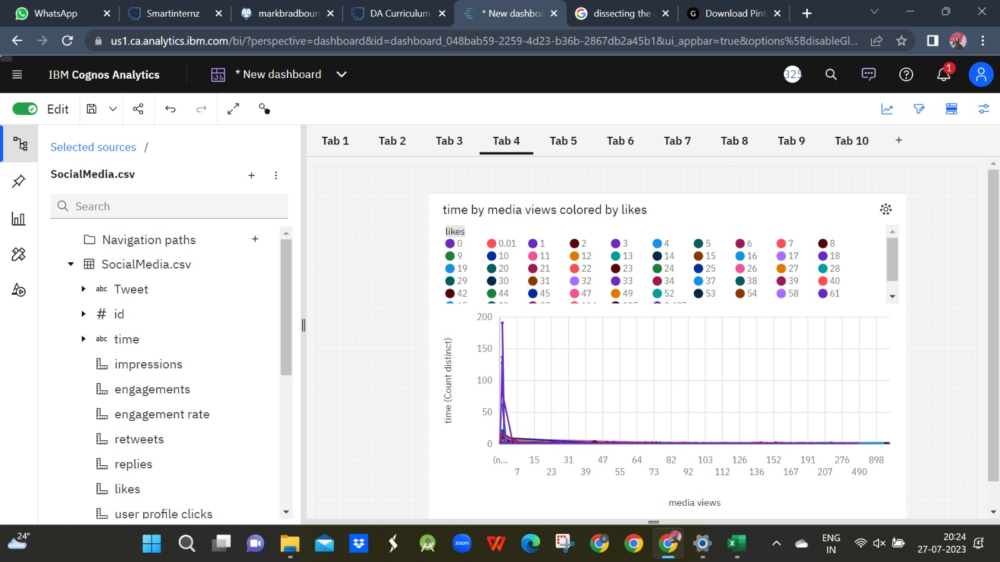 WhatsApp
Smartinternz
markbradbourn
DA Curriculum
* New dashboa
dissecting the
Download Pint
us1.ca.analytics.ibm.com/bi/?perspective=dashboard&id=dashboard_048bab59-2259-4d23-b36b-2867db2a45b1&ui_appbar=true&options%5BdisableGl...
IBM Cognos Analytics
* New dashboard
325
1
Edit
Selected sources /
SocialMedia.csv
Search
Navigation paths
SocialMedia.csv
abc Tweet
# id
abc time
impressions
engagements
engagement rate
retweets
replies
likes
user profile clicks
Tab 1 Tab 2 Tab 3 Tab 4 Tab 5 Tab 6 Tab 7 Tab 8 Tab 9 Tab 10 +
time by media views colored by likes
likes
0 0.01 1 2 3 4 5 6 7 8
9 10 11 12 13 14 15 16 17 18
19 20 21 22 23 24 25 26 27 28
29 30 31 32 33 34 37 38 39 40
42 44 45 47 49 52 53 54 58 61
200
150
100
50
0
time (Count distinct)
(n... 15 31 47 64 82 103 126 152 191 276 898
7 23 39 55 73 92 112 136 167 207 490
media views
24°
zoom
ENG
IN
20:24
27-07-2023